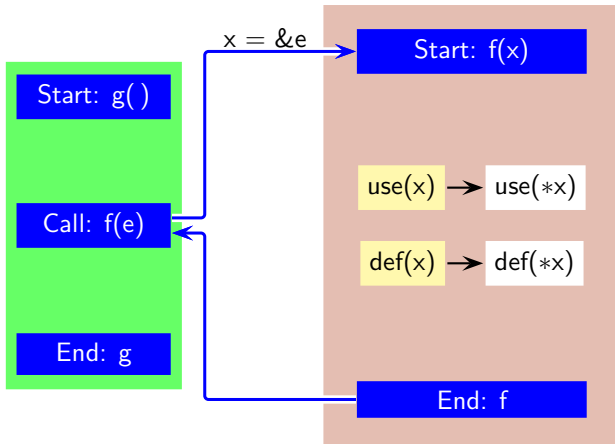 x = &e
Start: f(x)
Start: g( )
use(x)
use(∗x)
Call: f(e)
def(x)
def(∗x)
End: g
End: f